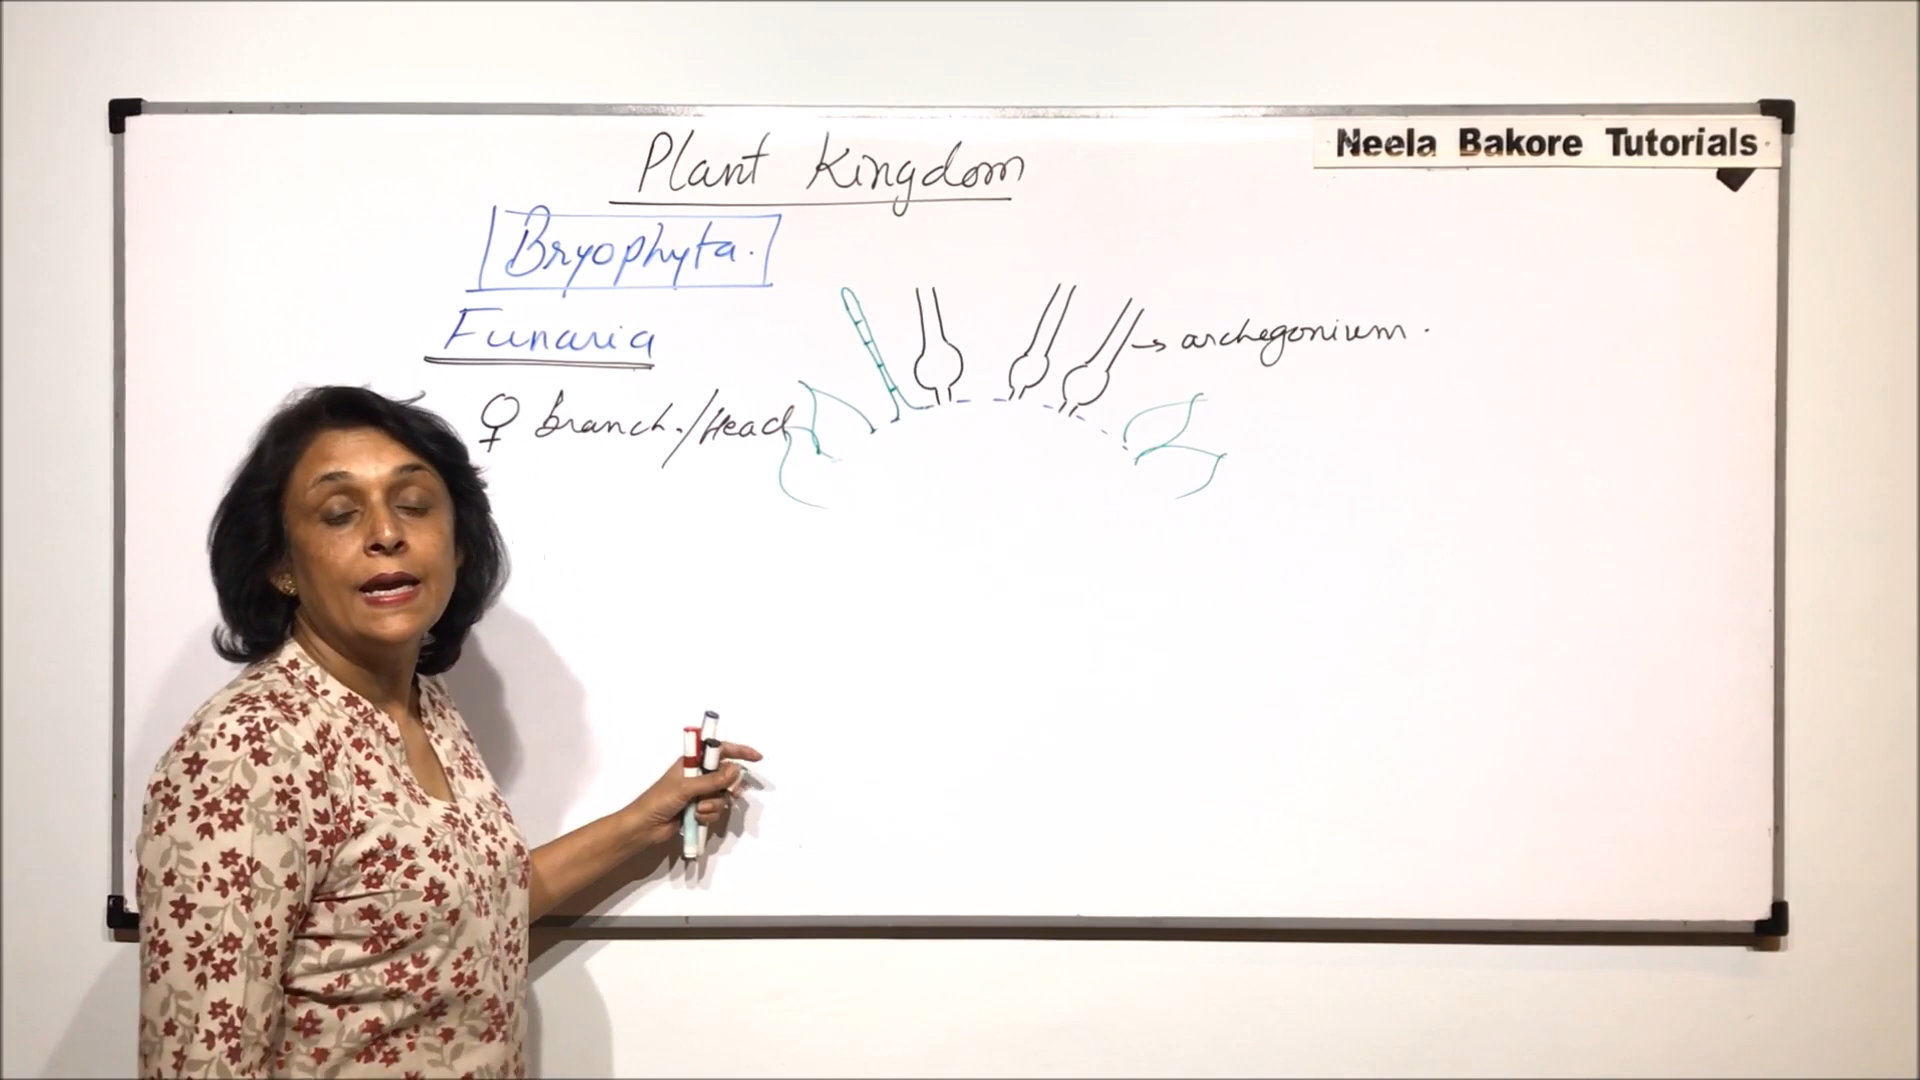 Plant Kingdom
Neela Bakore Tutorials
Bryophyta.
Funaria
→ archegonium.
♀ branch./Head